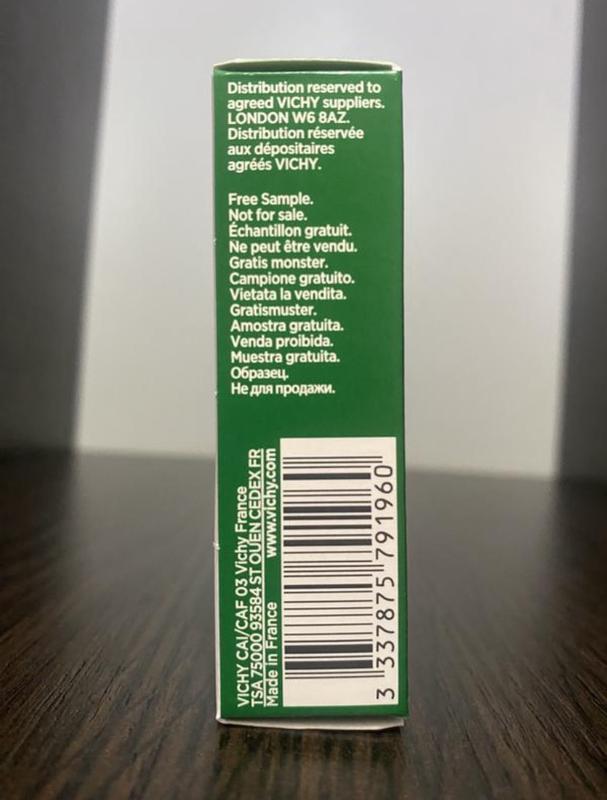 Distribution reserved to
agreed VICHY suppliers.
LONDON W6 8AZ.
Distribution réservée
aux dépositaires
agréés VICHY.
Free Sample.
Not for sale.
Échantillon gratuit.
Ne peut être vendu.
Gratis monster.
Campione gratuito.
Vietata la vendita.
Gratismuster.
Amostra gratuita.
Venda proibida.
Muestra gratuita.
Образец.
Не для продажи.
VICHY CAI/CAF 03 Vichy France
TSA 75000 93584 ST OUEN CEDEX FR
Made in France www.vichy.com
3 337875 791960